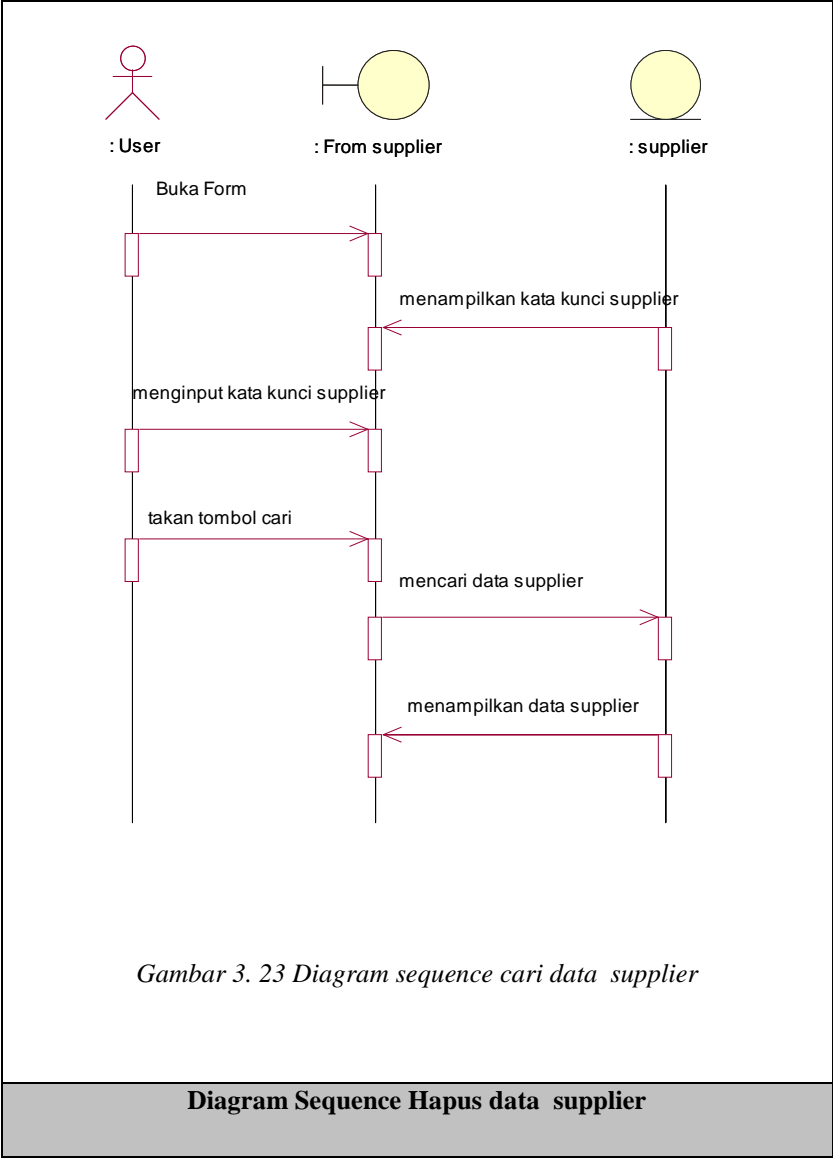 : User
: From supplier
: supplier
Buka Form
menampilkan kata kunci supplier
menginput kata kunci supplier
takan tombol cari
mencari data supplier
menampilkan data supplier
Gambar 3. 23 Diagram sequence cari data  supplier
Diagram Sequence Hapus data  supplier